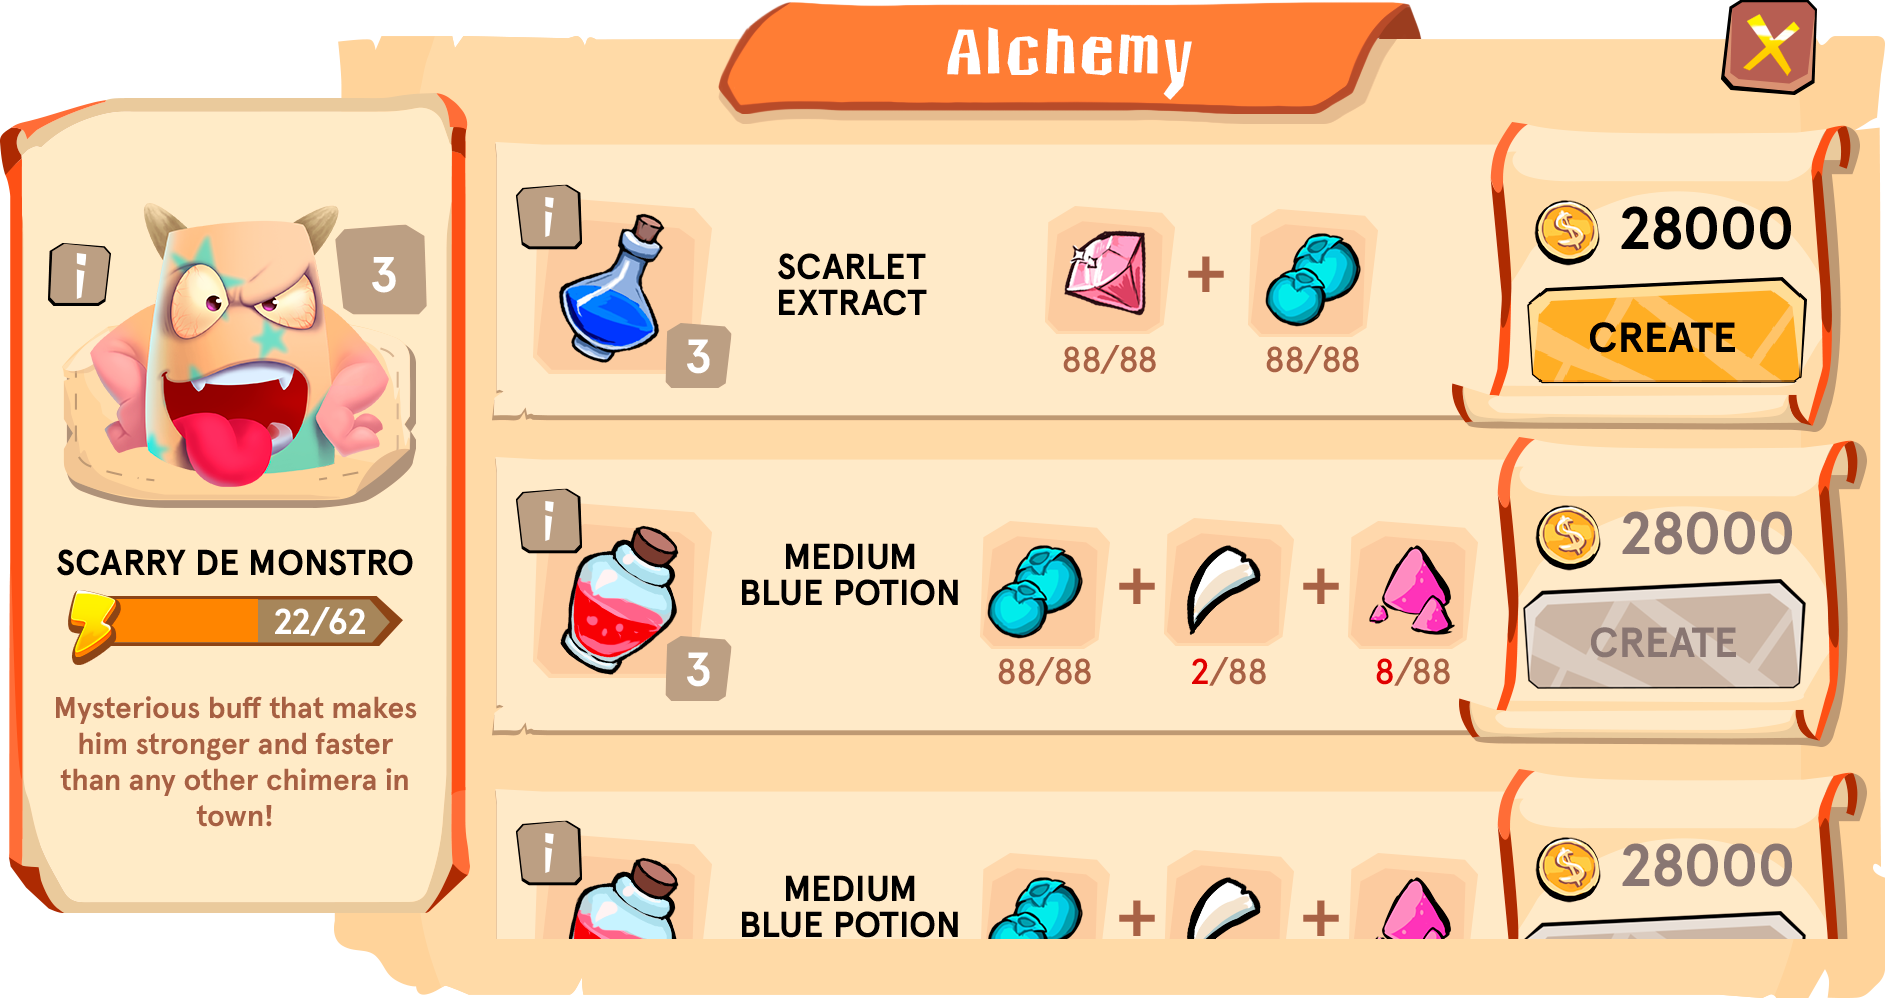 Alchemy
i
3
SCARRY DE MONSTRO
22/62
Mysterious buff that makes
him stronger and faster
than any other chimera in
town!
i
3
SCARLET
EXTRACT
+
88/88
88/88
$ 28000
CREATE
i
3
MEDIUM
BLUE POTION
+ +
88/88
2/88
8/88
$ 28000
CREATE
i
MEDIUM
BLUE POTION
+ +
$ 28000